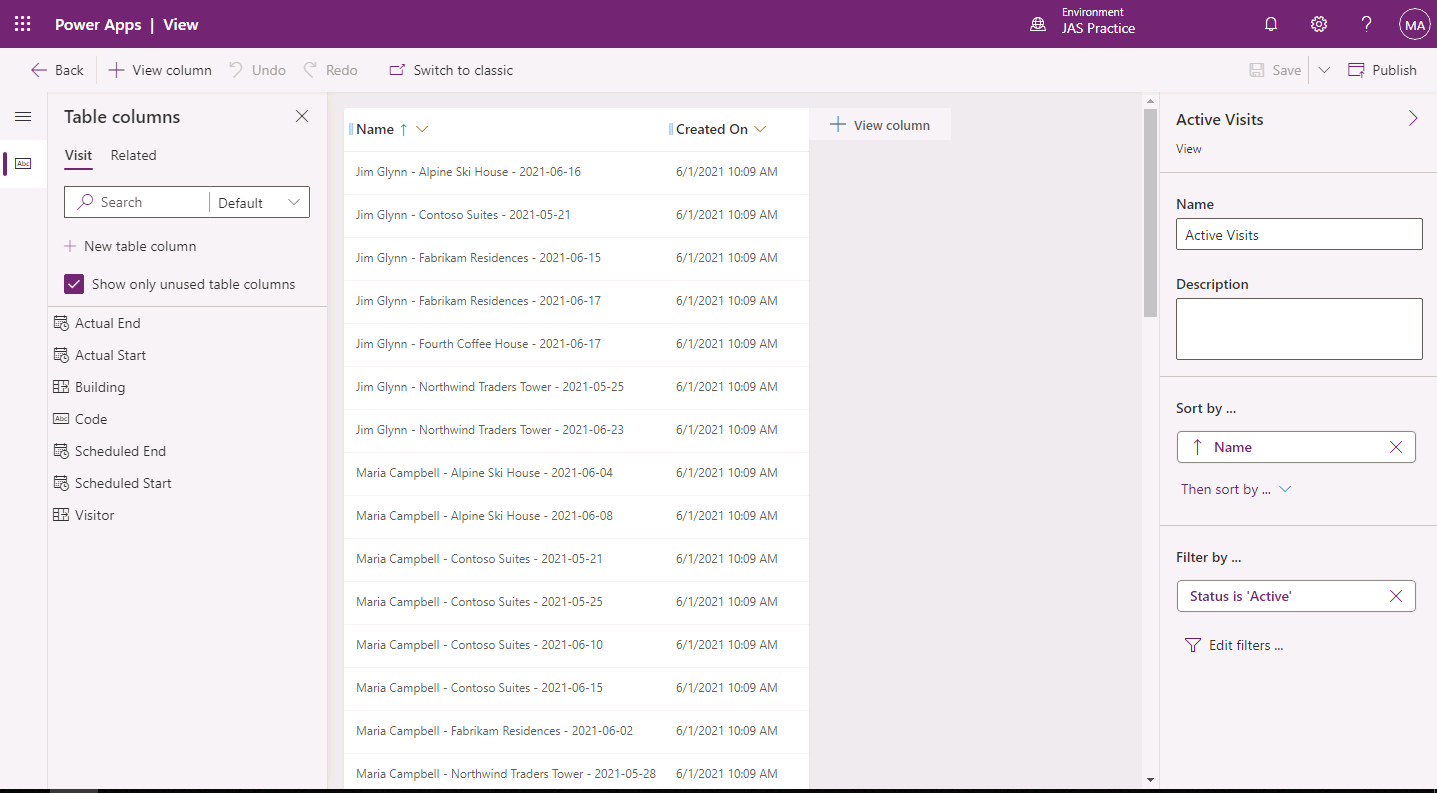 Power Apps | View
Environment
JAS Practice
MA
Back
View column
Undo
Redo
Switch to classic
Save
Publish
Table columns
Visit
Related
Search
Default
New table column
Show only unused table columns
Actual End
Actual Start
Building
Abc
Code
Scheduled End
Scheduled Start
Visitor
Abc
Name
Created On
View column
Jim Glynn - Alpine Ski House - 2021-06-16 6/1/2021 10:09 AM
Jim Glynn - Contoso Suites - 2021-05-21 6/1/2021 10:09 AM
Jim Glynn - Fabrikam Residences - 2021-06-15 6/1/2021 10:09 AM
Jim Glynn - Fabrikam Residences - 2021-06-17 6/1/2021 10:09 AM
Jim Glynn - Fourth Coffee House - 2021-06-17 6/1/2021 10:09 AM
Jim Glynn - Northwind Traders Tower - 2021-05-25 6/1/2021 10:09 AM
Jim Glynn - Northwind Traders Tower - 2021-06-23 6/1/2021 10:09 AM
Maria Campbell - Alpine Ski House - 2021-06-04 6/1/2021 10:09 AM
Maria Campbell - Alpine Ski House - 2021-06-08 6/1/2021 10:09 AM
Maria Campbell - Contoso Suites - 2021-05-21 6/1/2021 10:09 AM
Maria Campbell - Contoso Suites - 2021-05-25 6/1/2021 10:09 AM
Maria Campbell - Contoso Suites - 2021-06-10 6/1/2021 10:09 AM
Maria Campbell - Contoso Suites - 2021-06-15 6/1/2021 10:09 AM
Maria Campbell - Fabrikam Residences - 2021-06-02 6/1/2021 10:09 AM
Maria Campbell - Northwind Traders Tower - 2021-05-28 6/1/2021 10:09 AM
Active Visits
View
Name
Active Visits
Description
Sort by ...
Name
Then sort by ...
Filter by ...
Status is 'Active'
Edit filters ...